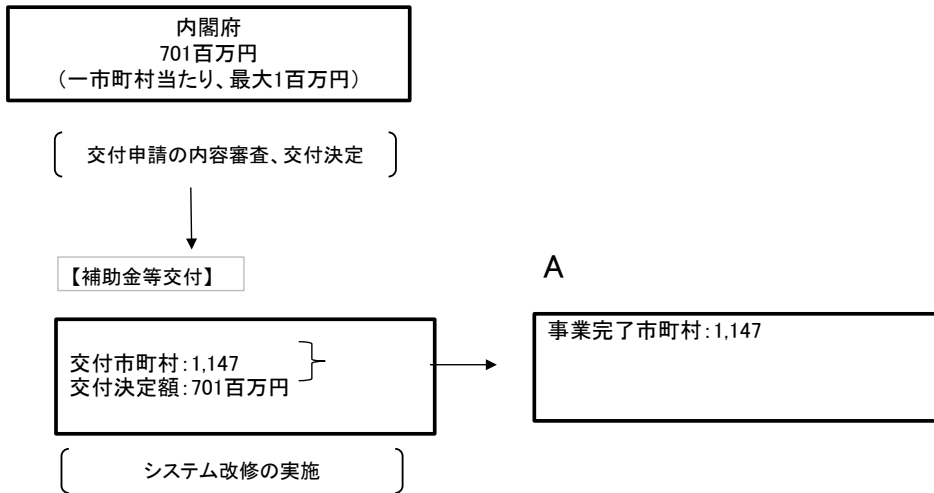 内閣府
701百万円
（一市町村当たり、最大1百万円）
交付申請の内容審査、交付決定
【補助金等交付】
A
交付市町村：1,147
交付決定額：701百万円
事業完了市町村：1,147
システム改修の実施